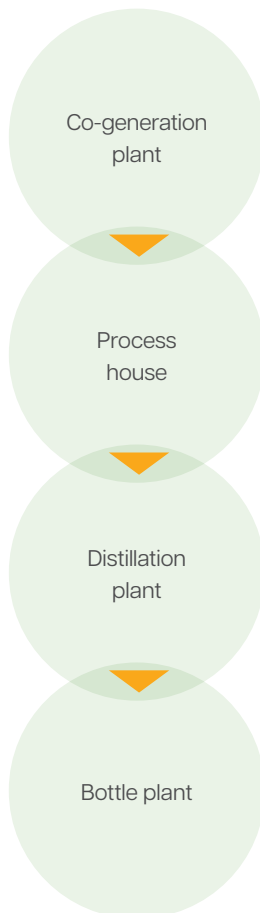 Co-generation
plant
Process
house
Distillation
plant
Bottle plant